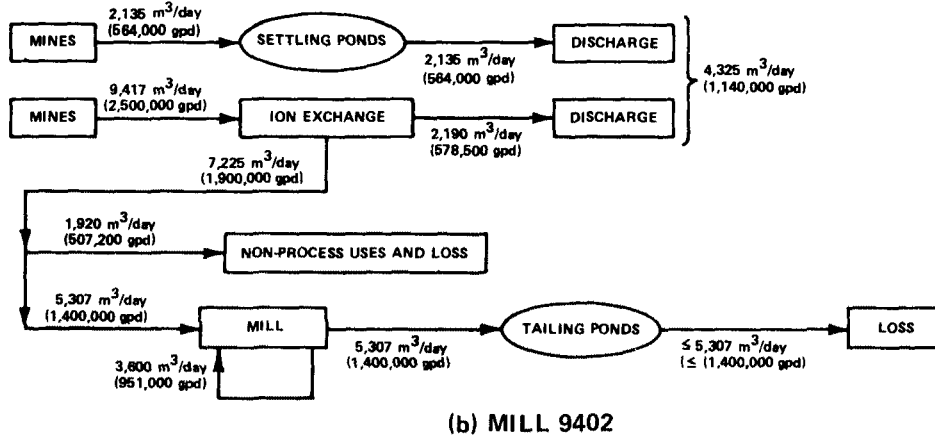 2,135 m³/day
(564,000 gpd)
MINES
SETTLING PONDS
DISCHARGE
2,135 m³/day
(564,000 gpd)
4,325 m³/day
(1,140,000 gpd)
9,417 m³/day
(2,500,000 gpd)
MINES
ION EXCHANGE
DISCHARGE
2,190 m³/day
(578,500 gpd)
7,225 m³/day
(1,900,000 gpd)
1,920 m³/day
(507,200 gpd)
NON-PROCESS USES AND LOSS
5,307 m³/day
(1,400,000 gpd)
MILL
5,307 m³/day
(1,400,000 gpd)
TAILING PONDS
≤ 5,307 m³/day
(≤ (1,400,000 gpd)
LOSS
3,600 m³/day
(951,000 gpd)
(b) MILL 9402